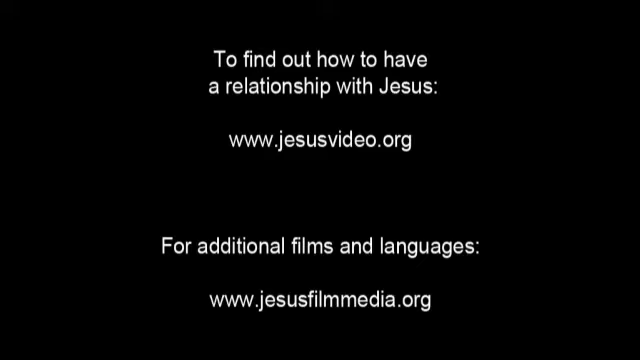 To find out how to have
a relationship with Jesus:
www.jesusvideo.org
For additional films and languages:
www.jesusfilmmedia.org